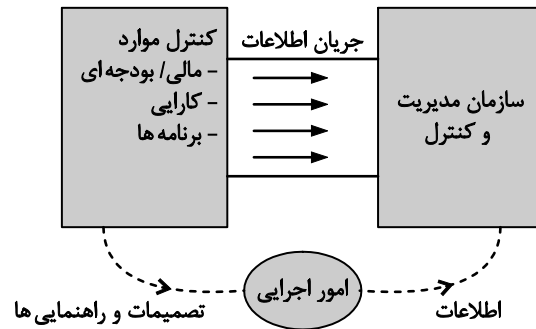 کنترل موارد
– مالی/ بودجه ای
– کارایی
– برنامه ها
جریان اطلاعات
سازمان مدیریت
و کنترل
امور اجرایی
تصمیمات و راهنمایی ها
اطلاعات